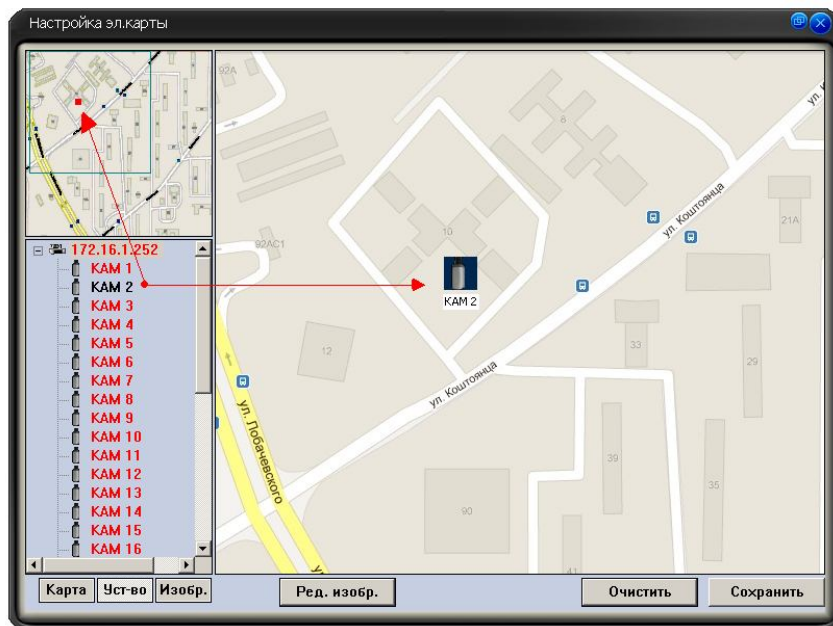 Настройка эл.карты
92A
8
ул.
ул. Коштоянца
21А
10
92АС1
КАМ 2
12
33
29
ул. Коштоянца
ул. Лобачевского
39
35
90
41
ул.
172.16.1.252
КАМ 1
КАМ 2
КАМ 3
КАМ 4
КАМ 5
КАМ 6
КАМ 7
КАМ 8
КАМ 9
КАМ 10
КАМ 11
КАМ 12
КАМ 13
КАМ 14
КАМ 15
КАМ 16
Карта Уст-во Изобр.
Ред. изобр.
Очистить
Сохранить